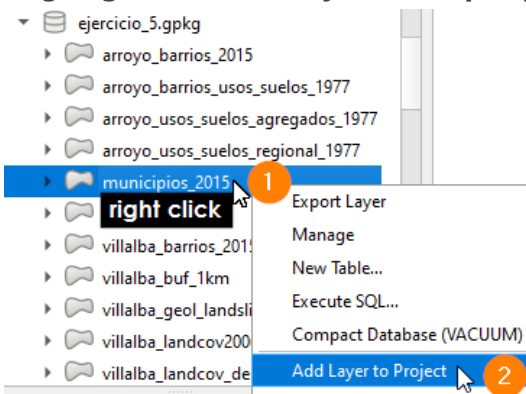 ejercicio_5.gpkg
arroyo_barrios_2015
arroyo_barrios_usos_suelos_1977
arroyo_usos_suelos_agregados_1977
arroyo_usos_suelos_regional_1977
municipios_2015
1
right click
Export Layer
Manage
villalba_barrios_201
New Table...
villalba_buf_1km
Execute SQL...
villalba_geol_landsli
Compact Database (VACUUM)
villalba_landcov200
Add Layer to Project
2
villalba_landcov_de